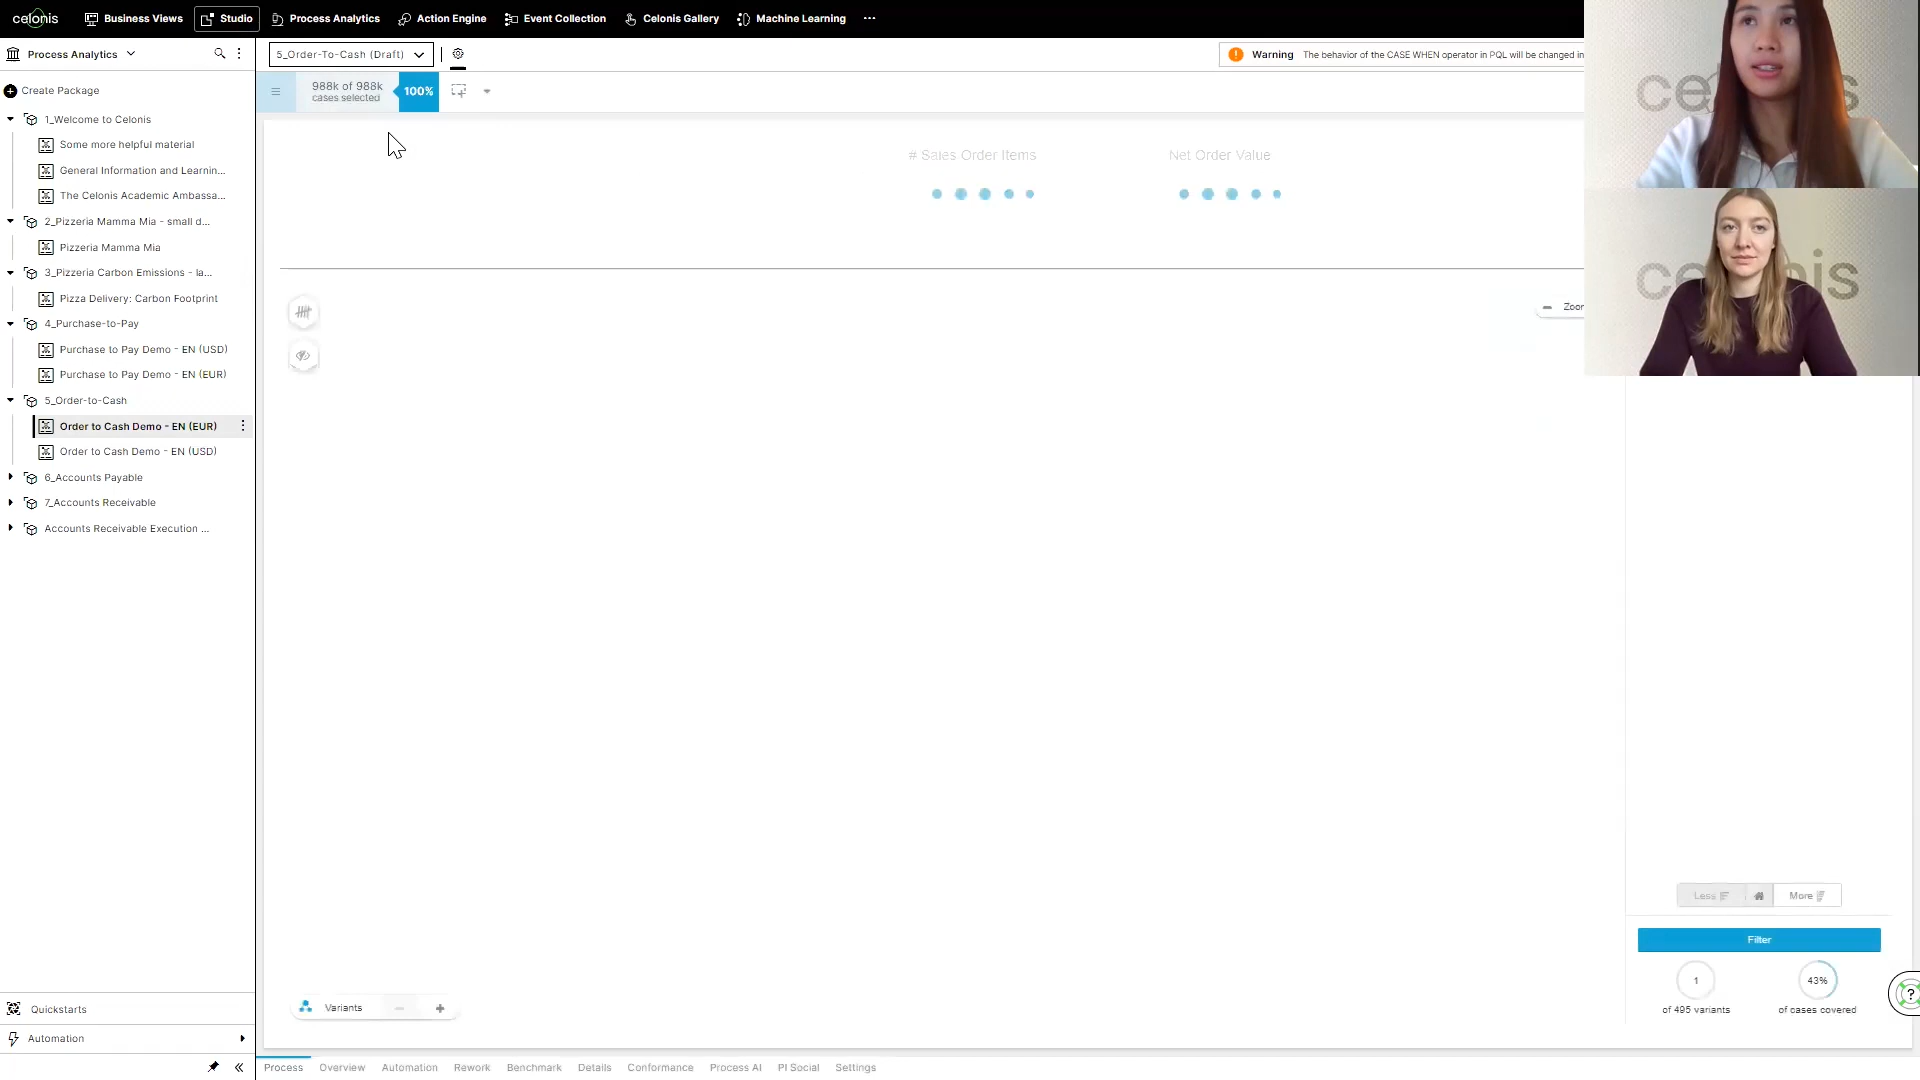 celonis
Business Views
Studio
Process Analytics
Action Engine
Event Collection
Celonis Gallery
Machine Learning
Process Analytics
5_Order-To-Cash (Draft)
Warning The behavior of the CASE WHEN operator in PQL will be changed in
Create Package
988k of 988k
cases selected
100%
1_Welcome to Celonis
Some more helpful material
General Information and Learnin...
The Celonis Academic Ambassa...
2_Pizzeria Mamma Mia - small d...
Pizzeria Mamma Mia
3_Pizzeria Carbon Emissions - la...
Pizza Delivery: Carbon Footprint
4_Purchase-to-Pay
Purchase to Pay Demo - EN (USD)
Purchase to Pay Demo - EN (EUR)
5_Order-to-Cash
Order to Cash Demo - EN (EUR)
Order to Cash Demo - EN (USD)
6_Accounts Payable
7_Accounts Receivable
Accounts Receivable Execution ...
# Sales Order Items
Net Order Value
Zoo
Less
More
Filter
1
43%
of 495 variants
of cases covered
Variants
Quickstarts
Automation
Process
Overview
Automation
Rework
Benchmark
Details
Conformance
Process AI
PI Social
Settings